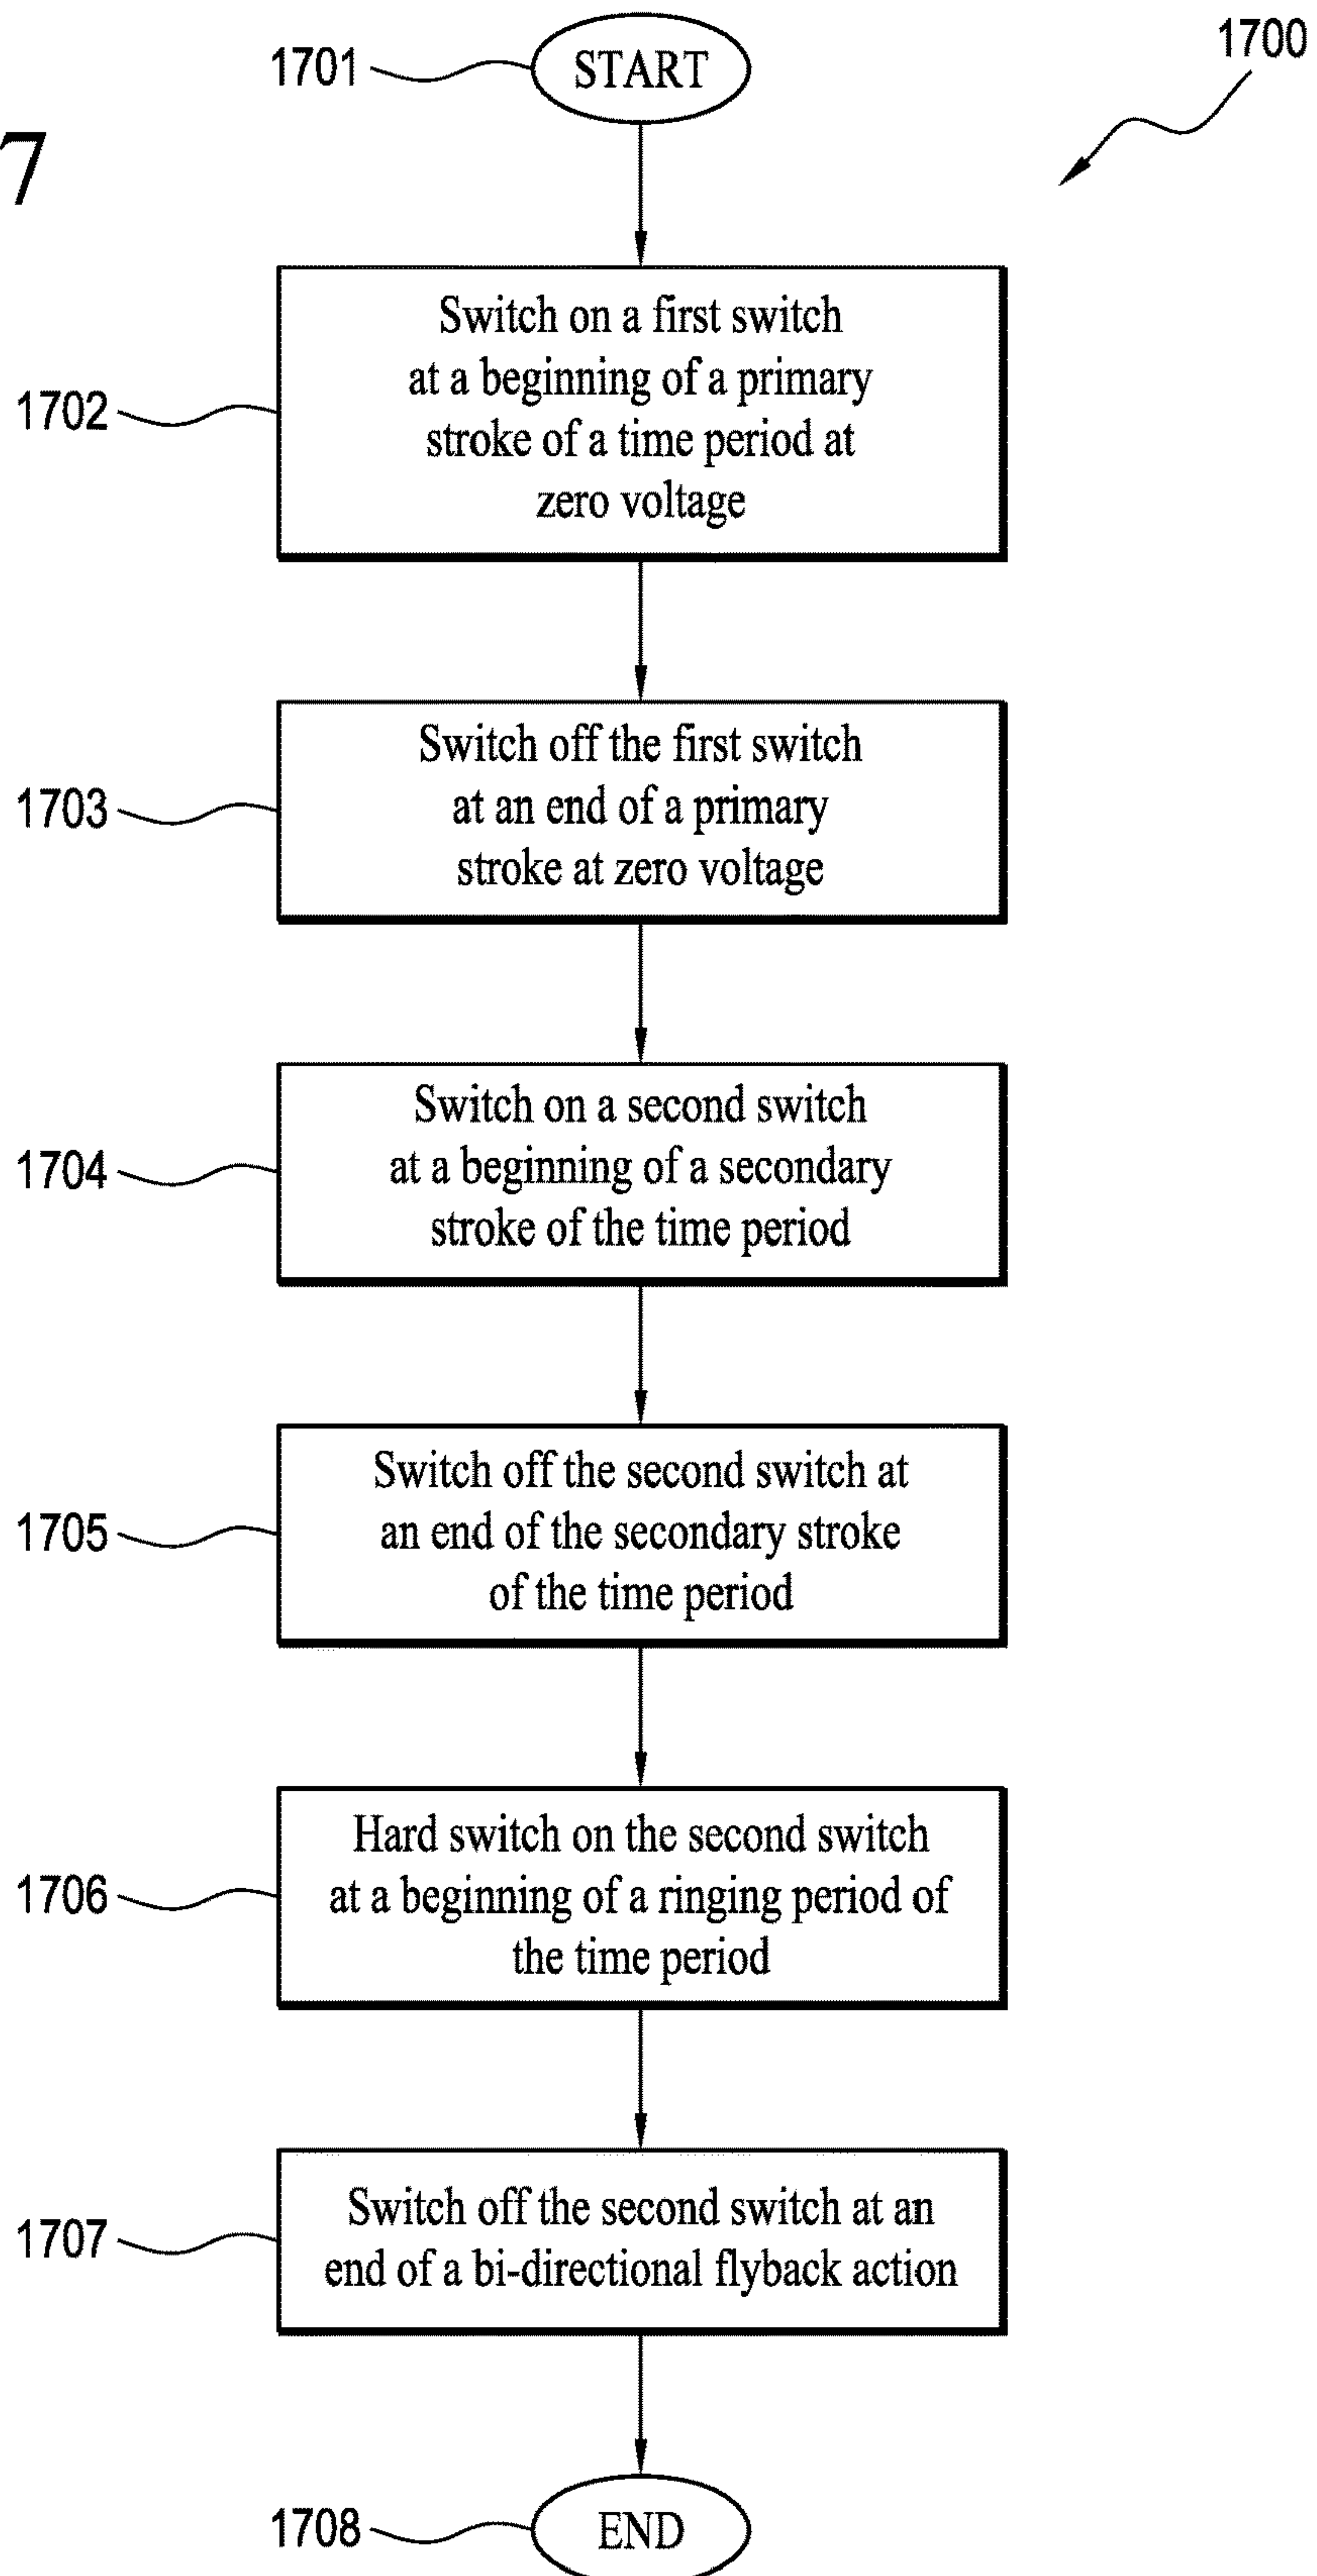 1700
1701
START
7
1702
Switch on a first switch
at a beginning of a primary
stroke of a time period at
zero voltage
1703
Switch off the first switch
at an end of a primary
stroke at zero voltage
1704
Switch on a second switch
at a beginning of a secondary
stroke of the time period
1705
Switch off the second switch at
an end of the secondary stroke
of the time period
1706
Hard switch on the second switch
at a beginning of a ringing period of
the time period
1707
Switch off the second switch at an
end of a bi-directional flyback action
1708
END